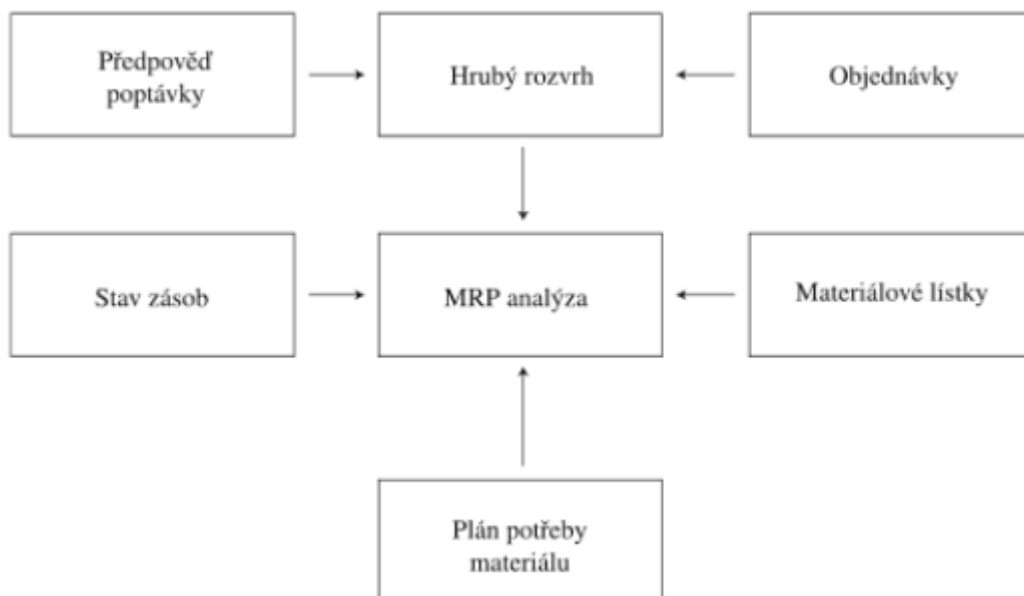 Předpověď
poptávky
Hrubý rozvrh
Objednávky
Stav zásob
MRP analýza
Materiálové lístky
Plán potřeby
materiálu